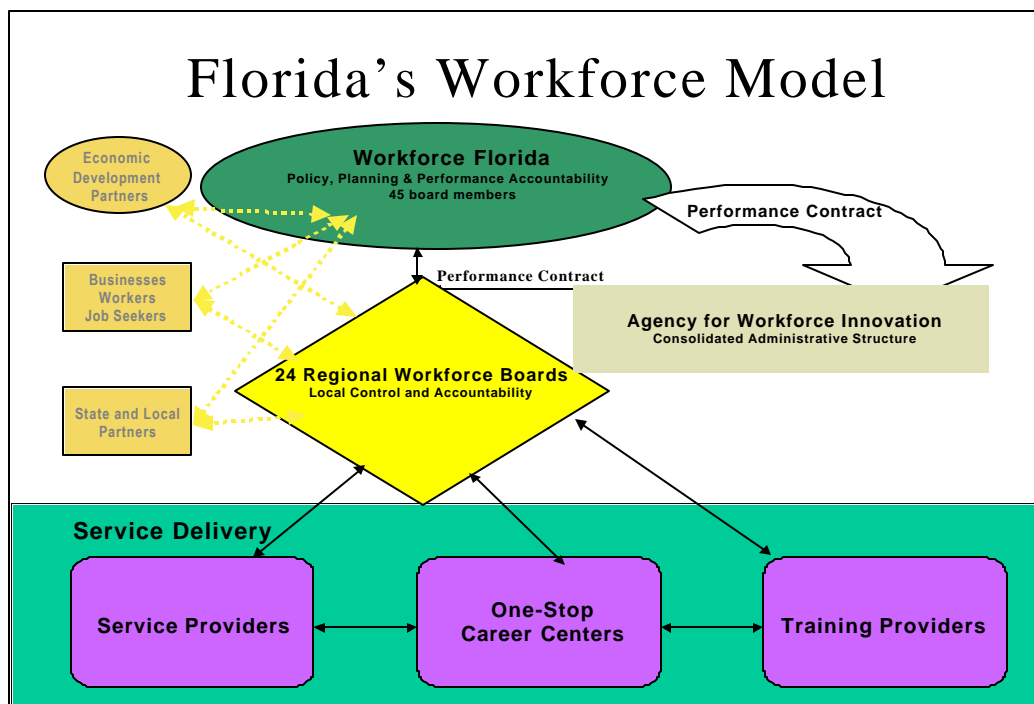 Florida's Workforce Model
Economic
Development
Partners
Workforce Florida
Policy, Planning & Performance Accountability
45 board members
Performance Contract
Performance Contract
Businesses
Workers
Job Seekers
Agency for Workforce Innovation
Consolidated Administrative Structure
24 Regional Workforce Boards
Local Control and Accountability
State and Local
Partners
Service Delivery
Service Providers
One-Stop
Career Centers
Training Providers